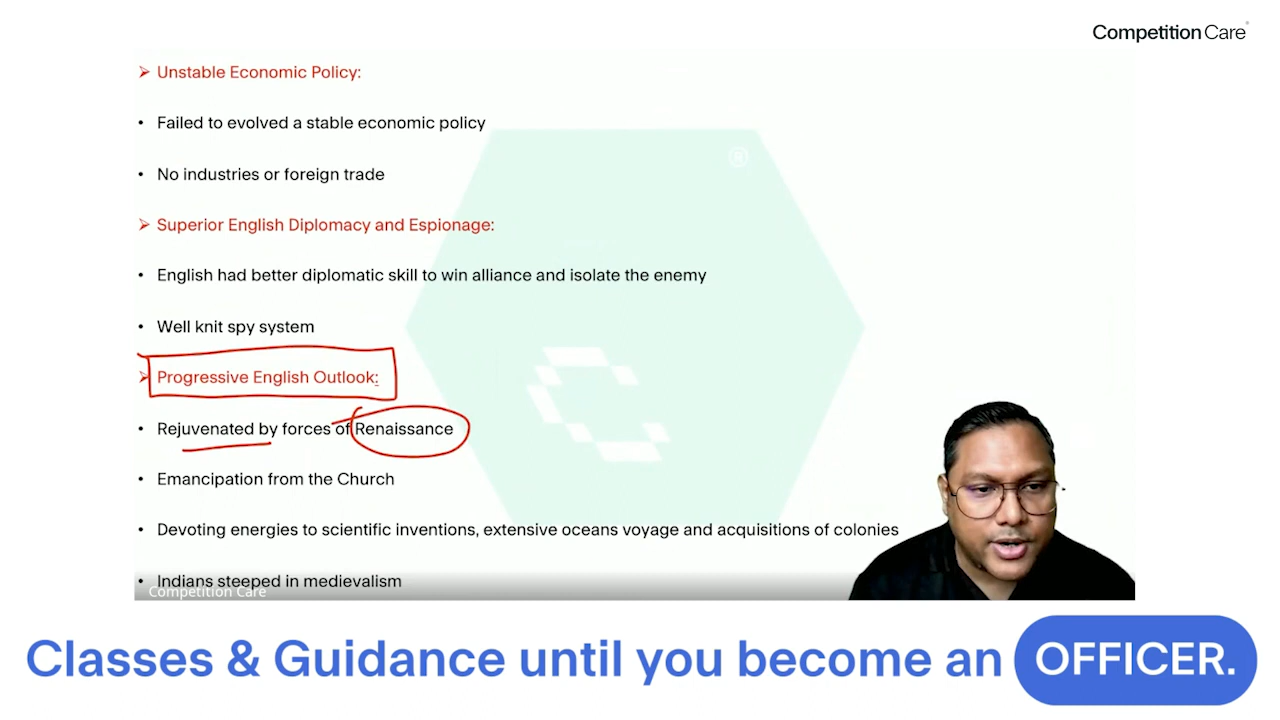 Competition Care
➢ Unstable Economic Policy:
• Failed to evolved a stable economic policy
• No industries or foreign trade
®
➢ Superior English Diplomacy and Espionage:
• English had better diplomatic skill to win alliance and isolate the enemy
• Well knit spy system
➢ Progressive English Outlook:
• Rejuvenated by forces of Renaissance
• Emancipation from the Church
• Devoting energies to scientific inventions, extensive oceans voyage and acquisitions of colonies
• Indians steeped in medievalism
Competition Care
Classes & Guidance until you become an OFFICER.